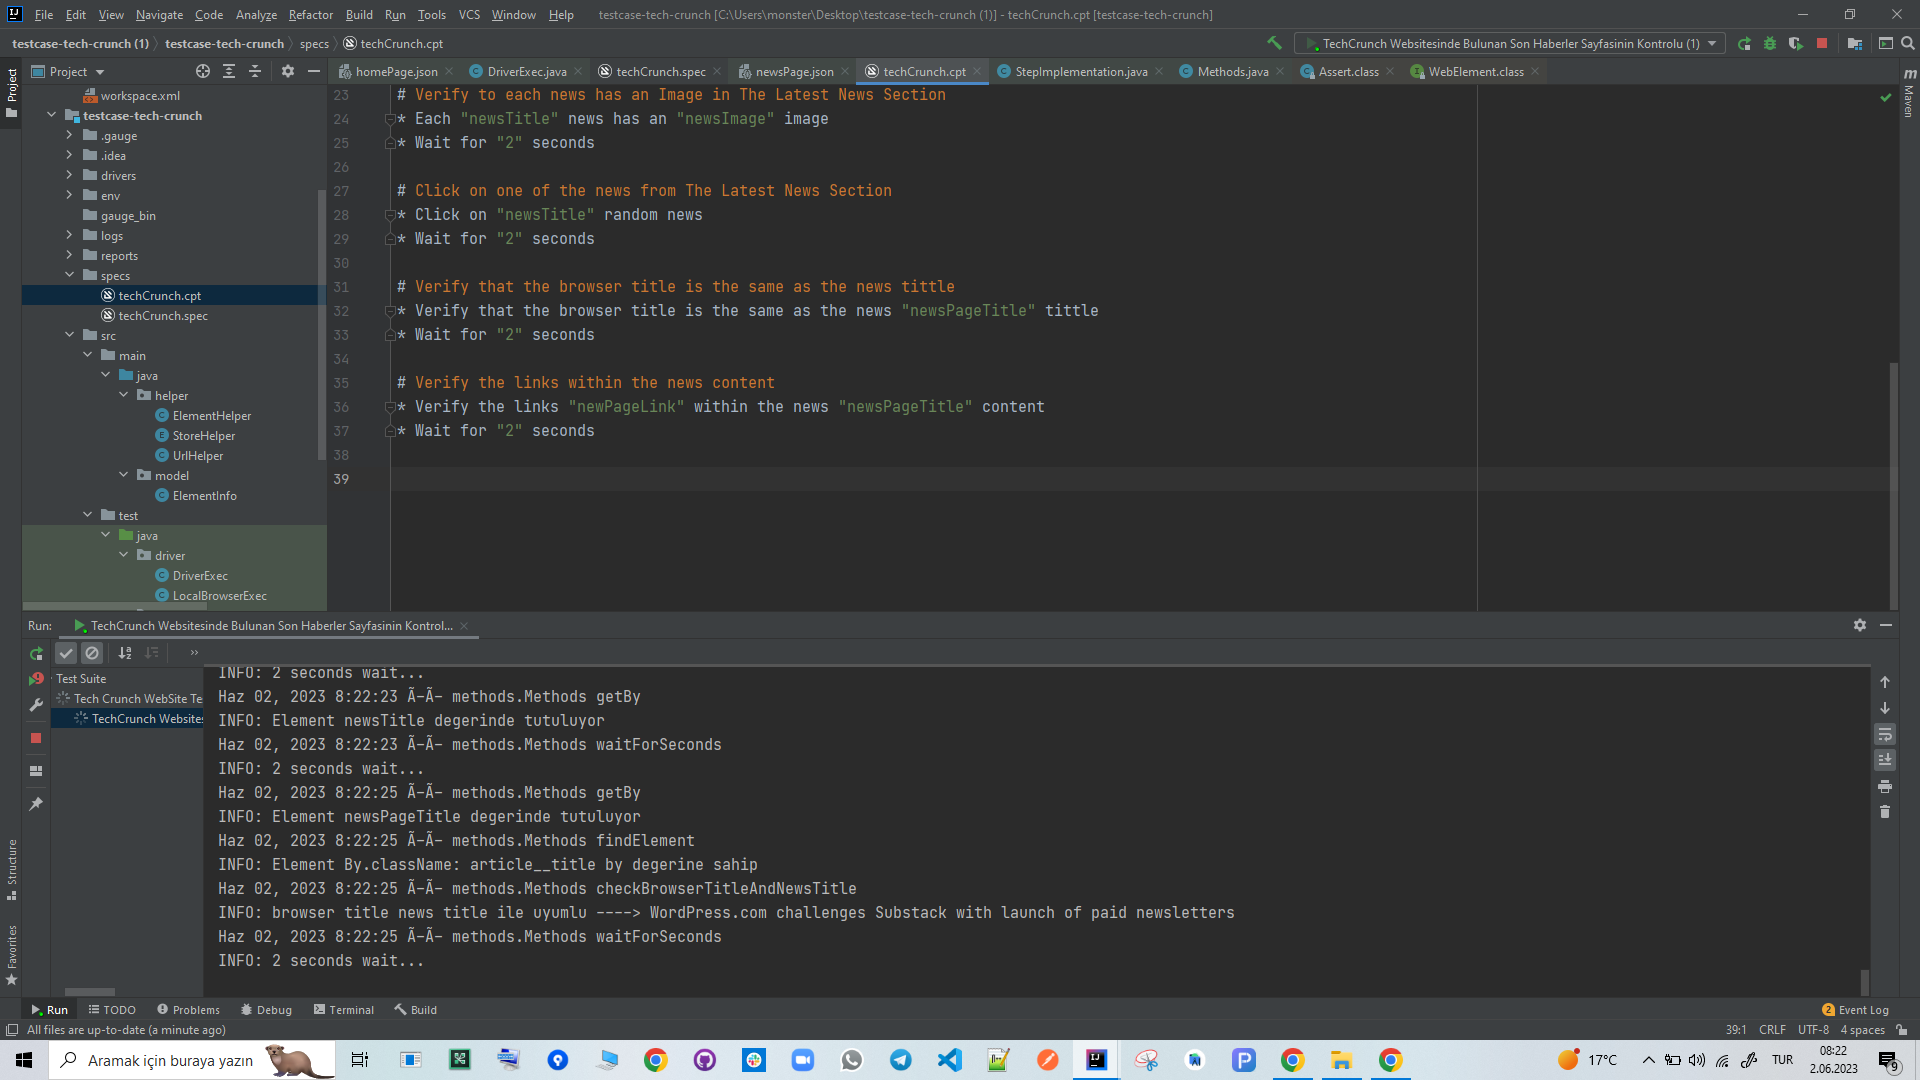 File Edit View Navigate Code Analyze Refactor Build Run Tools VCS Window Help testcase-tech-crunch [C:\Users\monster\Desktop\testcase-tech-crunch (1)] - techCrunch.cpt [testcase-tech-crunch]
testcase-tech-crunch (1) testcase-tech-crunch specs techCrunch.cpt TechCrunch Websitesinde Bulunan Son Haberler Sayfasinin Kontrolu (1)
Project homePage.json DriverExec.java techCrunch.spec newsPage.json techCrunch.cpt StepImplementation.java Methods.java Assert.class WebElement.class
Project
Maven
workspace.xml
testcase-tech-crunch
.gauge
.idea
drivers
env
gauge_bin
logs
reports
specs
techCrunch.cpt
techCrunch.spec
src
main
java
helper
ElementHelper
StoreHelper
UrlHelper
model
ElementInfo
test
java
driver
DriverExec
LocalBrowserExec
23 # Verify to each news has an Image in The Latest News Section
24 * Each "newsTitle" news has an "newsImage" image
25 * Wait for "2" seconds
26
27 # Click on one of the news from The Latest News Section
28 * Click on "newsTitle" random news
29 * Wait for "2" seconds
30
31 # Verify that the browser title is the same as the news tittle
32 * Verify that the browser title is the same as the news "newsPageTitle" tittle
33 * Wait for "2" seconds
34
35 # Verify the links within the news content
36 * Verify the links "newPageLink" within the news "newsPageTitle" content
37 * Wait for "2" seconds
38
39
Run: TechCrunch Websitesinde Bulunan Son Haberler Sayfasinin Kontrol...
Test Suite
Tech Crunch WebSite Te
TechCrunch Websites
INFO: 2 seconds wait...
Haz 02, 2023 8:22:23 Ã-Ã- methods.Methods getBy
INFO: Element newsTitle degerinde tutuluyor
Haz 02, 2023 8:22:23 Ã-Ã- methods.Methods waitForSeconds
INFO: 2 seconds wait...
Haz 02, 2023 8:22:25 Ã-Ã- methods.Methods getBy
INFO: Element newsPageTitle degerinde tutuluyor
Haz 02, 2023 8:22:25 Ã-Ã- methods.Methods findElement
INFO: Element By.className: article__title by degerine sahip
Haz 02, 2023 8:22:25 Ã-Ã- methods.Methods checkBrowserTitleAndNewsTitle
INFO: browser title news title ile uyumlu ----> WordPress.com challenges Substack with launch of paid newsletters
Haz 02, 2023 8:22:25 Ã-Ã- methods.Methods waitForSeconds
INFO: 2 seconds wait...
Structure
Favorites
Run TODO Problems Debug Terminal Build 2 Event Log
All files are up-to-date (a minute ago) 39:1 CRLF UTF-8 4 spaces
Aramak için buraya yazın 17°C TUR 08:22
2.06.2023 9